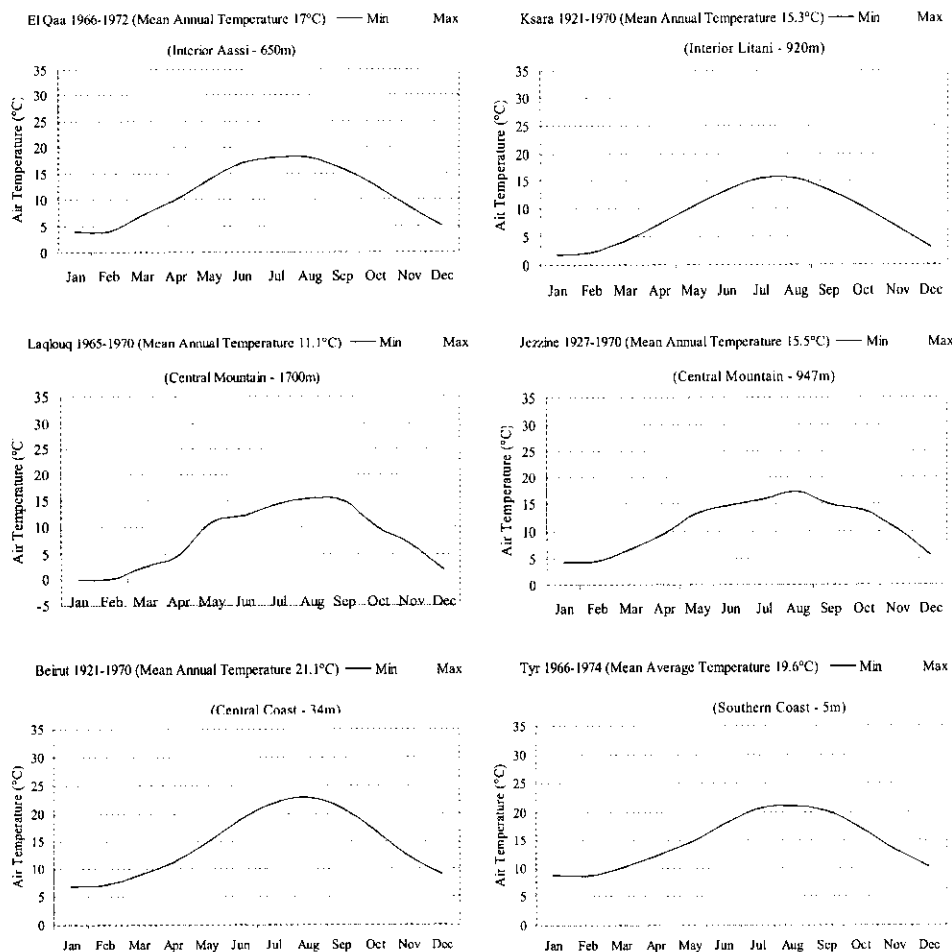 El Qaa 1966-1972 (Mean Annual Temperature 17°C) Min Max
(Interior Aassi - 650m)
Air Temperature (°C)
35
30
25
20
15
10
5
0
Jan Feb Mar Apr May Jun Jul Aug Sep Oct Nov Dec
Ksara 1921-1970 (Mean Annual Temperature 15.3°C) Min Max
(Interior Litani - 920m)
Air Temperature (°C)
35
30
25
20
15
10
5
0
Jan Feb Mar Apr May Jun Jul Aug Sep Oct Nov Dec
Laqlouq 1965-1970 (Mean Annual Temperature 11.1°C) Min Max
(Central Mountain - 1700m)
Air Temperature (°C
35
30
25
20
15
10
5
0
-5
Jan Feb Mar Apr May Jun Jul Aug Sep Oct Nov Dec
Jezzine 1927-1970 (Mean Annual Temperature 15.5°C) Min Max
(Central Mountain - 947m)
Air Temperature (°C)
35
30
25
20
15
10
5
0
Jan Feb Mar Apr May Jun Jul Aug Sep Oct Nov Dec
Beirut 1921-1970 (Mean Annual Temperature 21.1°C) Min Max
(Central Coast - 34m)
Air Temperature (°C)
35
30
25
20
15
10
5
0
Jan Feb Mar Apr May Jun Jul Aug Sep Oct Nov Dec
Tyr 1966-1974 (Mean Average Temperature 19.6°C) Min Max
(Southern Coast - 5m)
Air Temperature (°C)
35
30
25
20
15
10
5
0
Jan Feb Mar Apr May Jun Jul Aug Sep Oct Nov Dec